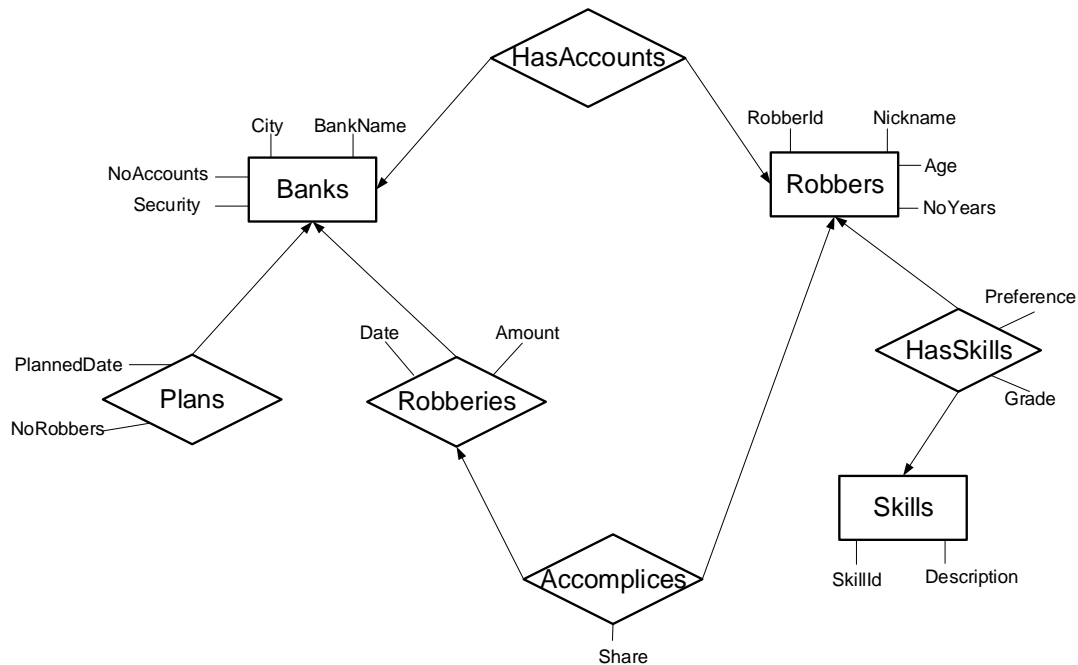 HasAccounts
City
BankName
NoAccounts
Security
Banks
RobberId
Nickname
Age
NoYears
Robbers
Preference
HasSkills
Grade
Date
Amount
PlannedDate
NoRobbers
Plans
Robberies
Skills
SkillId
Description
Accomplices
Share